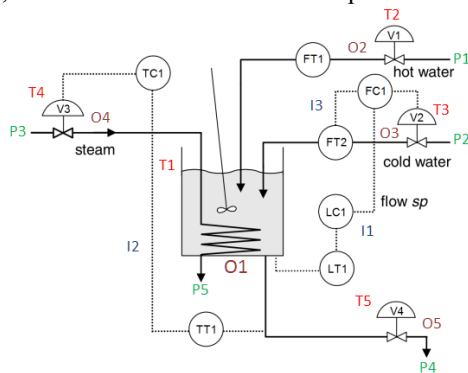 T2
V1
O2
FT1
P1
hot water
TC1
T4
V3
O4
I3
FC1
T3
V2
P3
O3
P2
FT2
steam
T1
cold water
flow sp
LC1
I2
I1
O1
LT1
P5
T5
V4
O5
TT1
P4